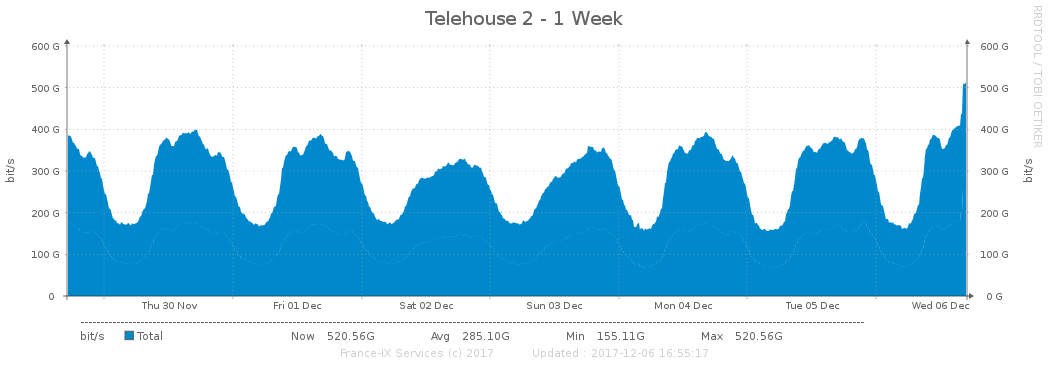 Telehouse 2 - 1 Week
RRDTOOL / TOBI OETIKER
600 G 600 G
500 G 500 G
400 G 400 G
300 G 300 G
200 G 200 G
100 G 100 G
0 0 G
bit/s bit/s
Thu 30 Nov Fri 01 Dec Sat 02 Dec Sun 03 Dec Mon 04 Dec Tue 05 Dec Wed 06 Dec
bit/s Total Now 520.56G Avg 285.10G Min 155.11G Max 520.56G
France-IX Services (c) 2017 Updated : 2017-12-06 16:55:17